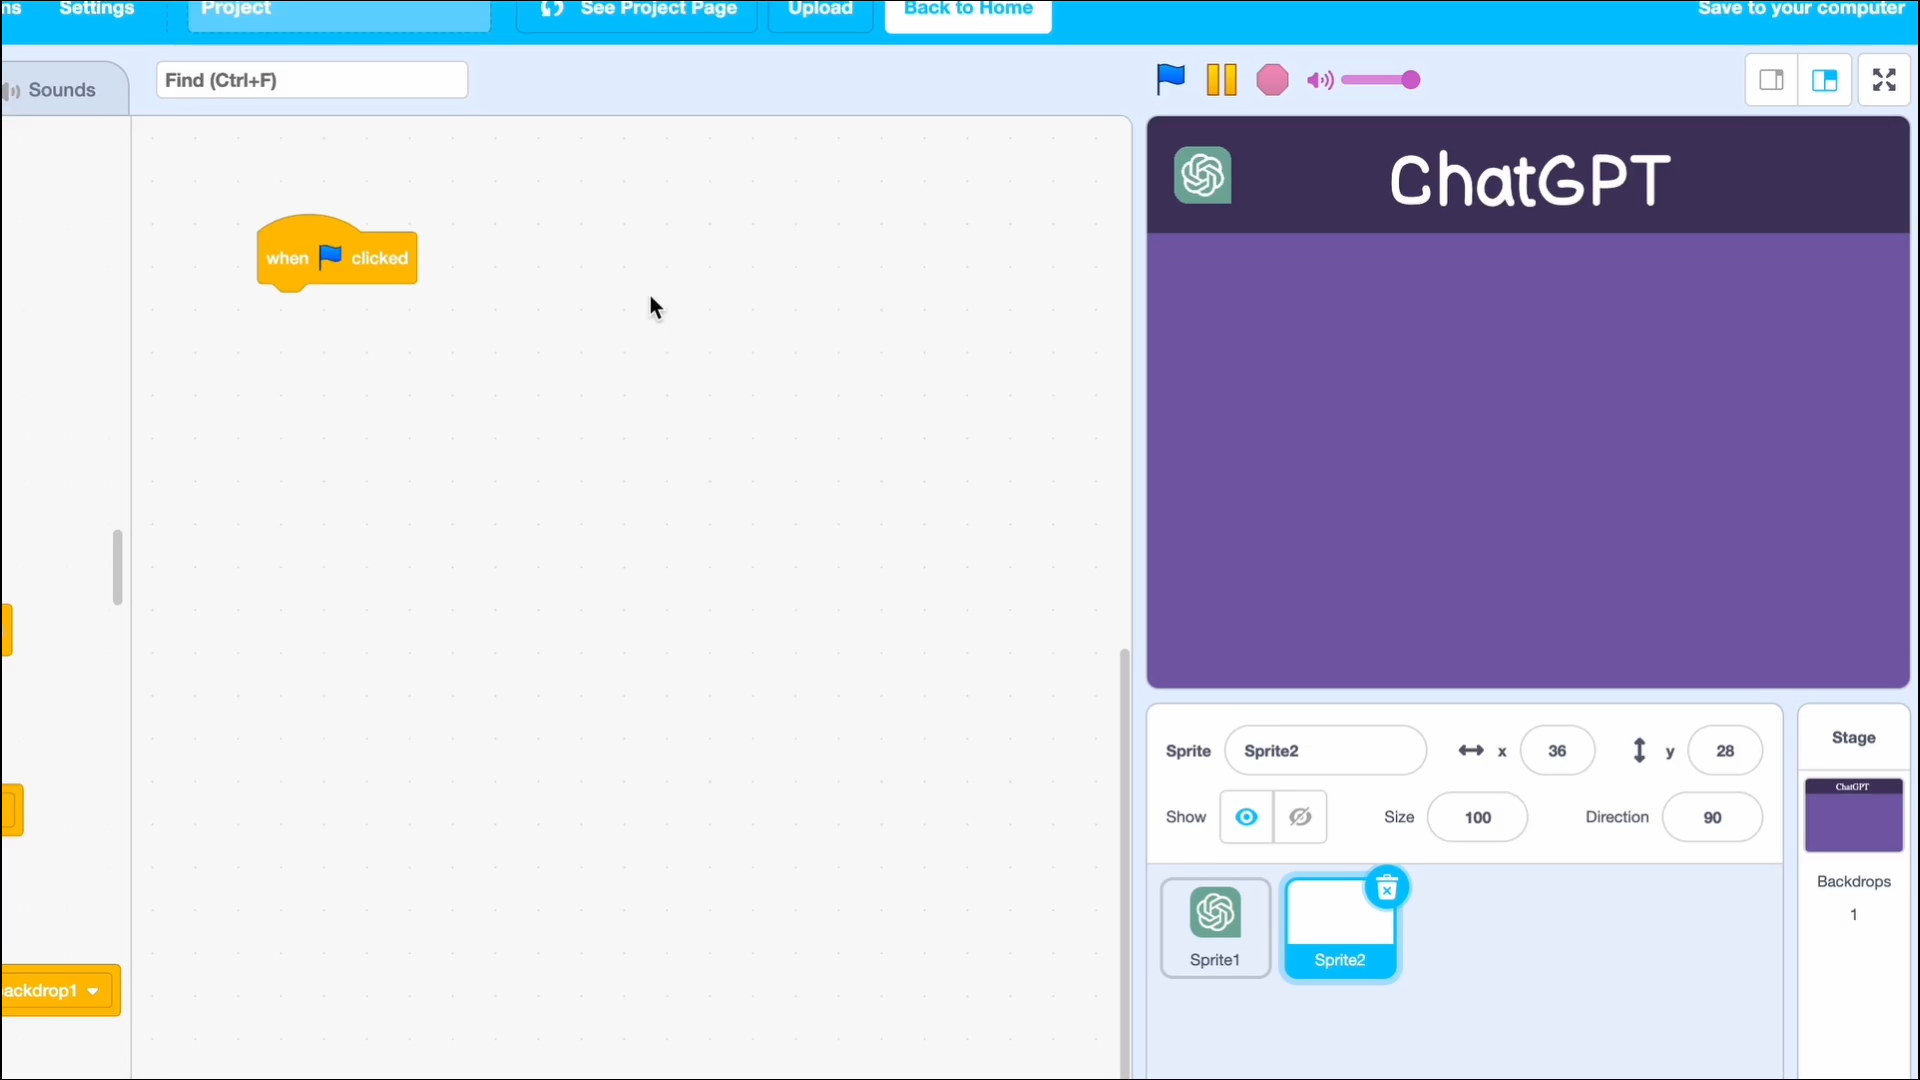 Settings
Project
See Project Page
Upload
Back to Home
Save to your computer
Sounds
Find (Ctrl+F)
when clicked
ChatGPT
Sprite
Sprite2
x
36
y
28
Show
Size
100
Direction
90
Stage
ChatGPT
Backdrops
1
Sprite1
Sprite2
ackdrop1